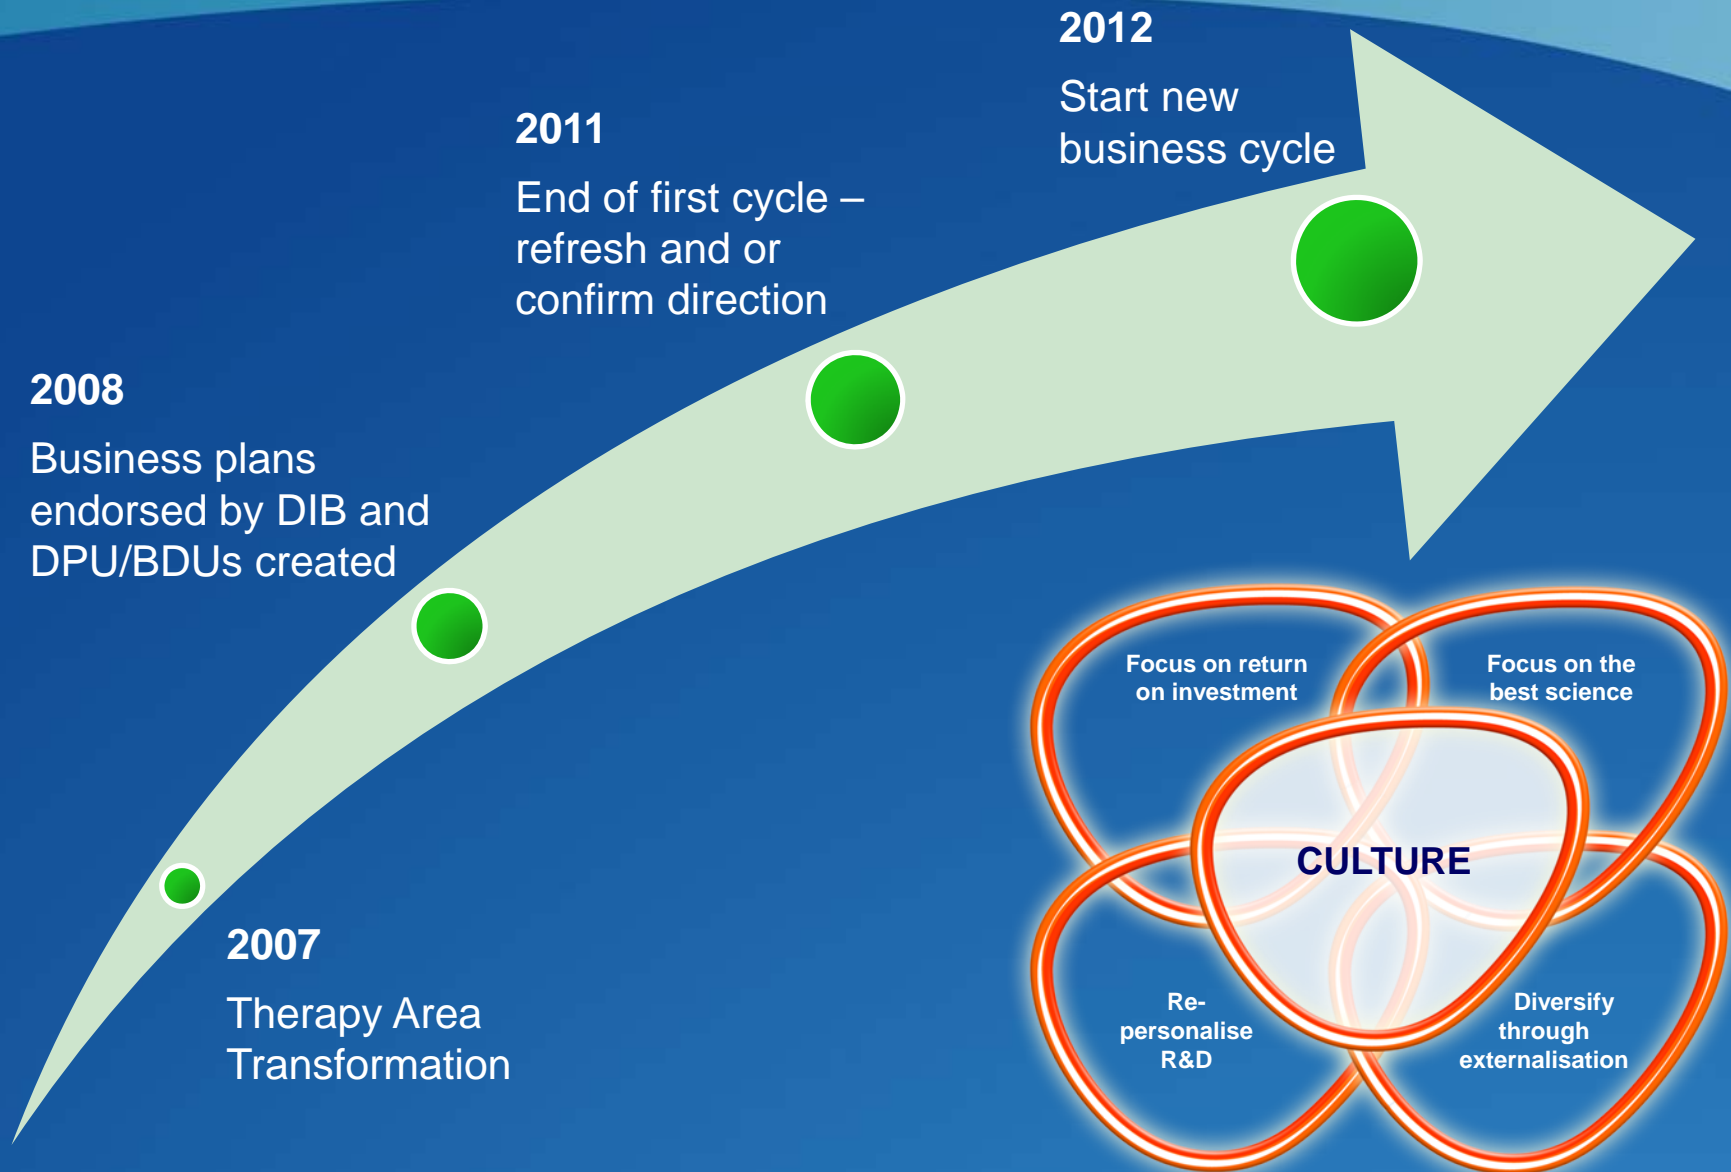 2012
Start new
business cycle
2011
End of first cycle –
refresh and or
confirm direction
2008
Business plans
endorsed by DIB and
DPU/BDUs created
2007
Therapy Area
Transformation
Focus on return
on investment
Focus on the
best science
CULTURE
Re-
personalise
R&D
Diversify
through
externalisation